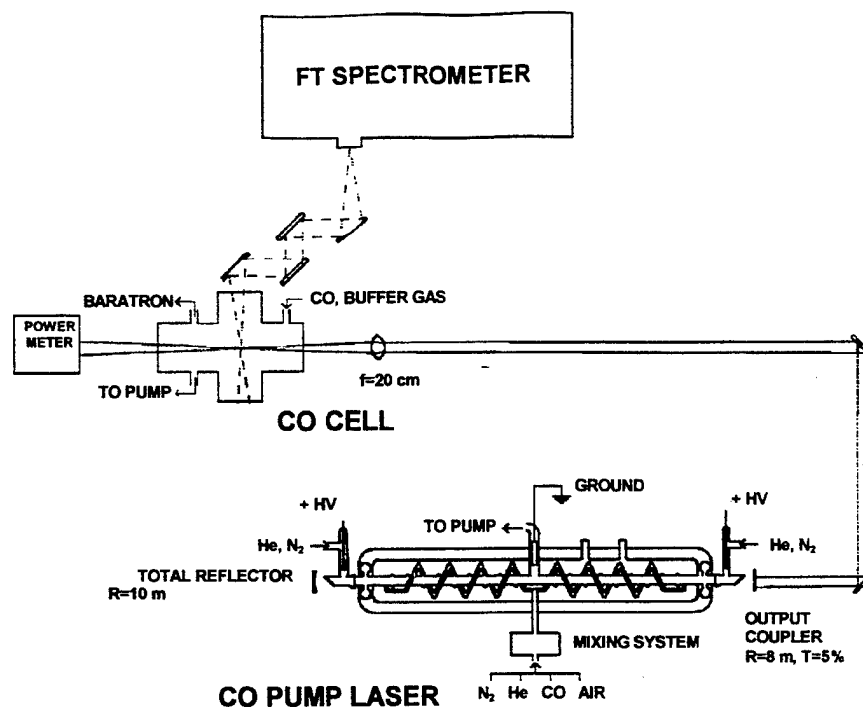 FT SPECTROMETER
BARATRON
CO, BUFFER GAS
POWER
METER
TO PUMP
f=20 cm
CO CELL
GROUND
+ HV
+ HV
TO PUMP
He, N₂
He, N₂
TOTAL REFLECTOR
R=10 m
OUTPUT
COUPLER
R=8 m, T=5%
MIXING SYSTEM
CO PUMP LASER
N₂ He CO AIR